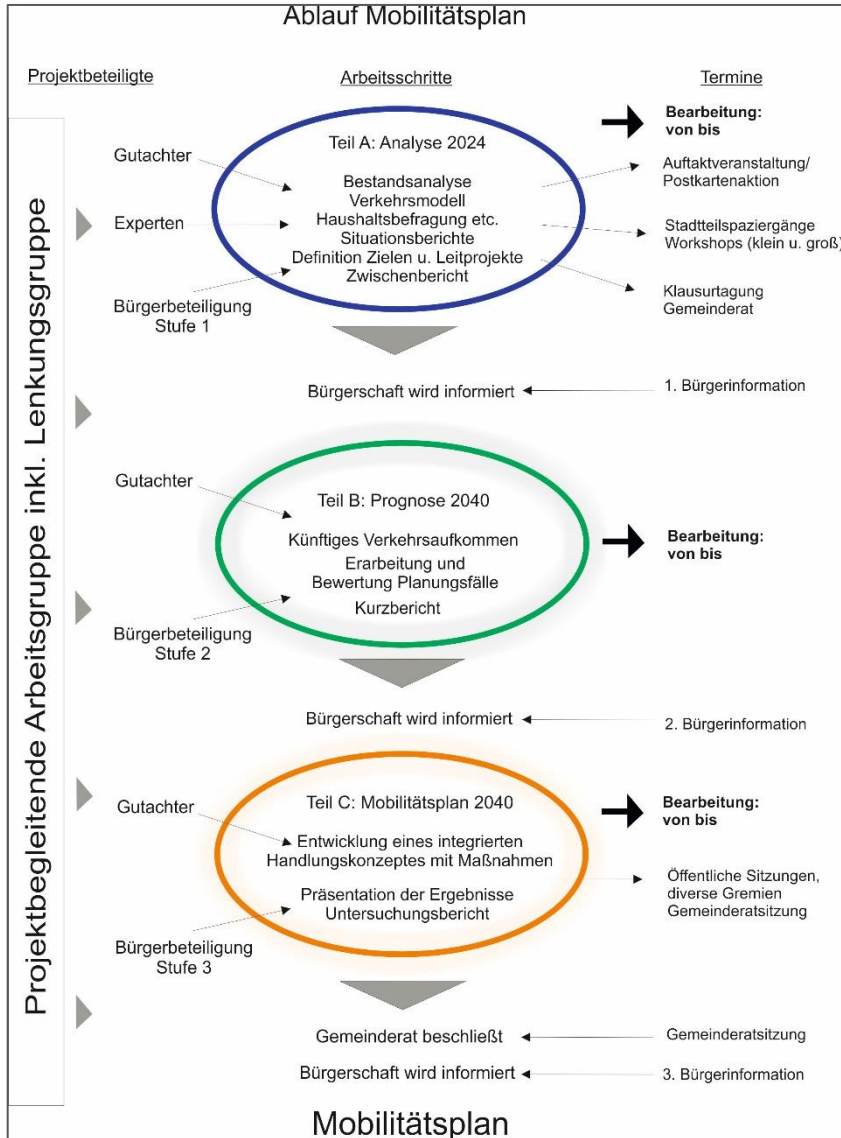 Ablauf Mobilitätsplan
Projektbeteiligte
Arbeitsschritte
Termine
Projektbegleitende Arbeitsgruppe inkl. Lenkungsgruppe
Gutachter
Experten
Bürgerbeteiligung
Stufe 1
Teil A: Analyse 2024
Bestandsanalyse
Verkehrsmodell
Haushaltsbefragung etc.
Situationsberichte
Definition Zielen u. Leitprojekte
Zwischenbericht
Bearbeitung:
von bis
Auftaktveranstaltung/
Postkartenaktion
Stadtteilspaziergänge
Workshops (klein u. groß)
Klausurtagung
Gemeinderat
Bürgerschaft wird informiert
1. Bürgerinformation
Gutachter
Bürgerbeteiligung
Stufe 2
Teil B: Prognose 2040
Künftiges Verkehrsaufkommen
Erarbeitung und
Bewertung Planungsfälle
Kurzbericht
Bearbeitung:
von bis
Bürgerschaft wird informiert
2. Bürgerinformation
Gutachter
Bürgerbeteiligung
Stufe 3
Teil C: Mobilitätsplan 2040
Entwicklung eines integrierten
Handlungskonzeptes mit Maßnahmen
Präsentation der Ergebnisse
Untersuchungsbericht
Bearbeitung:
von bis
Öffentliche Sitzungen,
diverse Gremien
Gemeinderatsitzung
Gemeinderat beschließt
Gemeinderatsitzung
Bürgerschaft wird informiert
3. Bürgerinformation
Mobilitätsplan